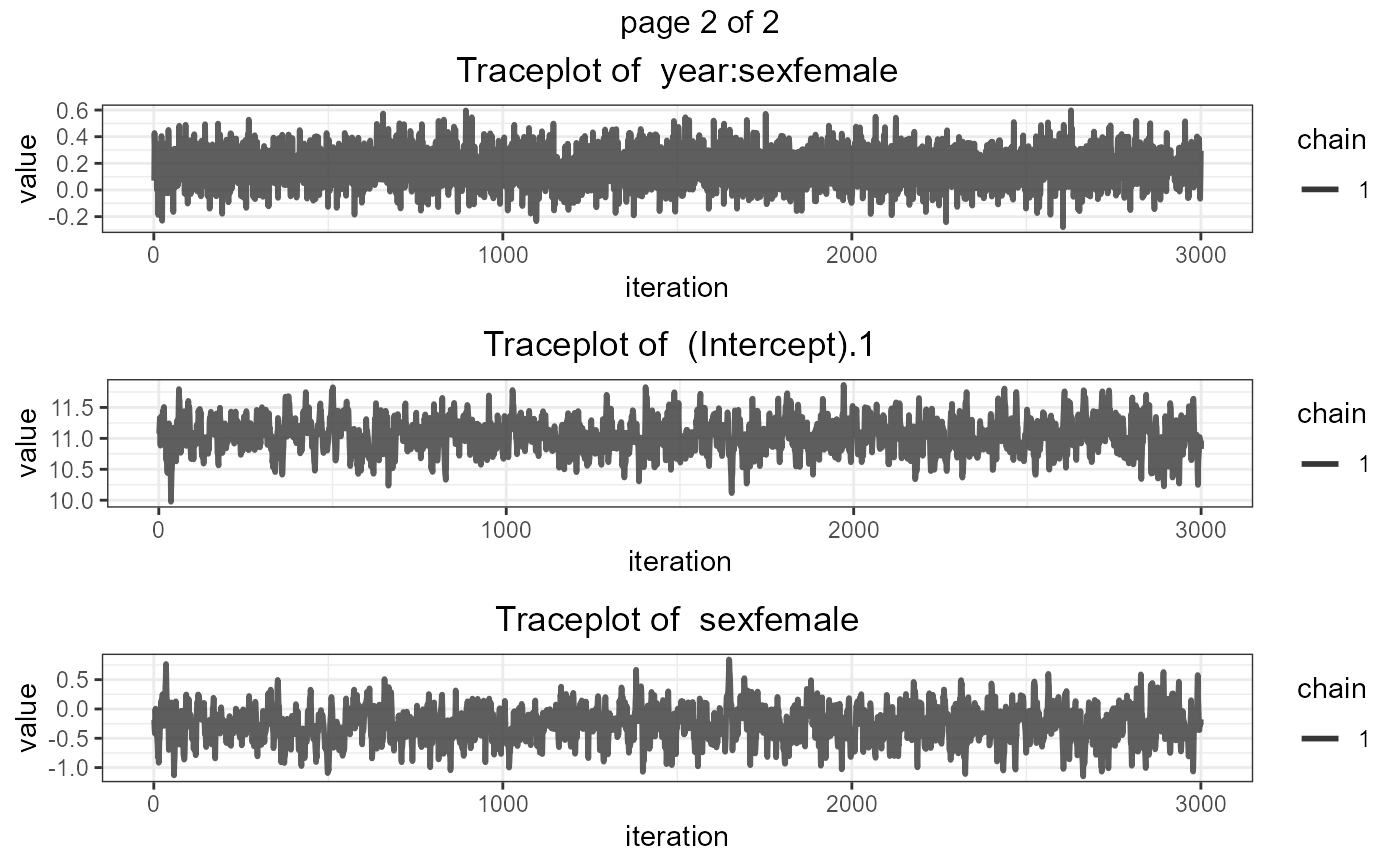 page 2 of 2
Traceplot of year:sexfemale
0.6
0.4
0.2
0.0
-0.2
value
0 1000 2000 3000
iteration
chain
1
Traceplot of (Intercept).1
11.5
11.0
10.5
10.0
value
0 1000 2000 3000
iteration
chain
1
Traceplot of sexfemale
0.5
0.0
-0.5
-1.0
value
0 1000 2000 3000
iteration
chain
1